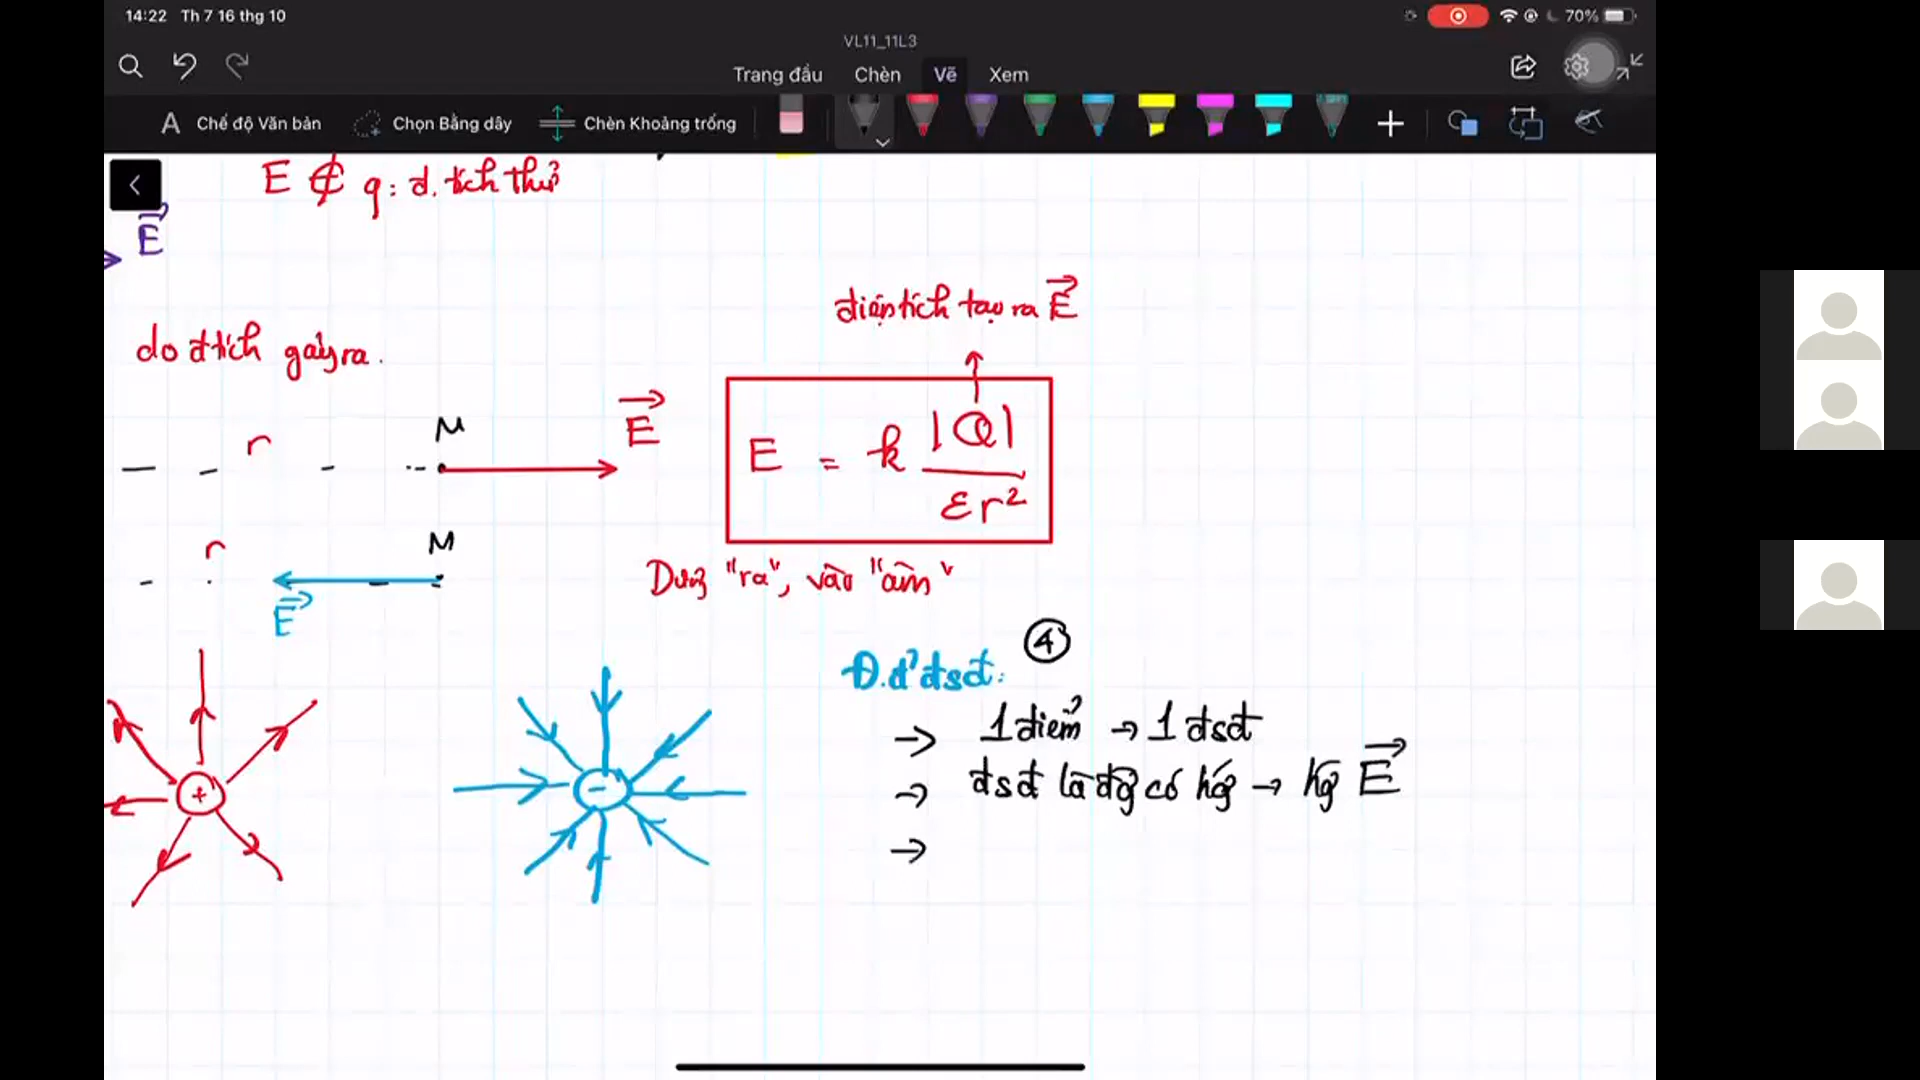 14:22 Th 7 16 thg 10
70%
VL11_11L3
Trang đầu Chèn Vẽ Xem
Chế độ Văn bản Chọn Bằng dây Chèn Khoảng trống
E ∉ q: đ.tích thử
E
điện tích tạo ra E
do đtích gây ra.
r M E
E = k |Q| / εr²
r M
E
Dương "ra", vào "âm"
④
Đ.đ' đsđ:
→ 1 điểm → 1 đsđ
→ đsđ là đg có hg → hg E
→
+ -